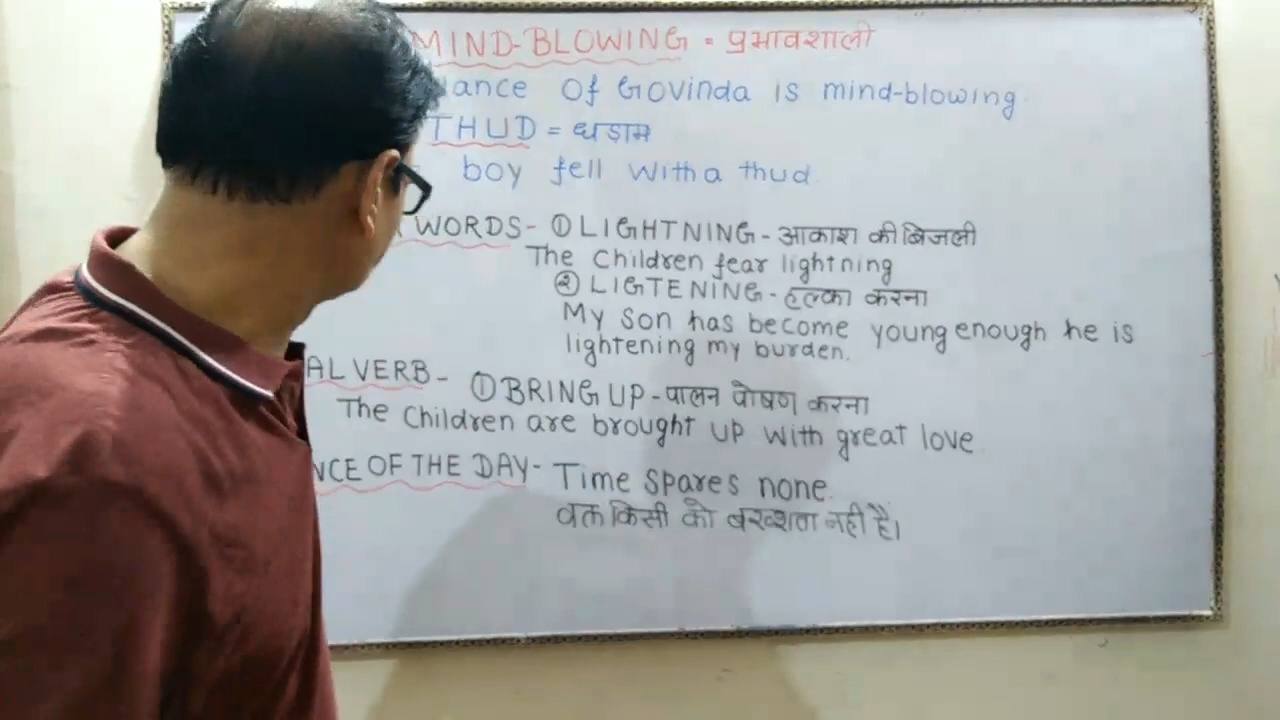 MIND-BLOWING = प्रभावशाली
Of Govinda is mind-blowing.
THUD = धड़ाम
boy fell with a thud.
WORDS- ① LIGHTNING - आकाश की बिजली
The Children fear lightning
② LIGTENING - हल्का करना
My son has become young enough he is
lightening my burden.
AL VERB- ① BRING UP - पालन पोषण करना
The Children are brought up with great love
NCE OF THE DAY- Time spares none.
वक्त किसी को बख्शता नहीं है।